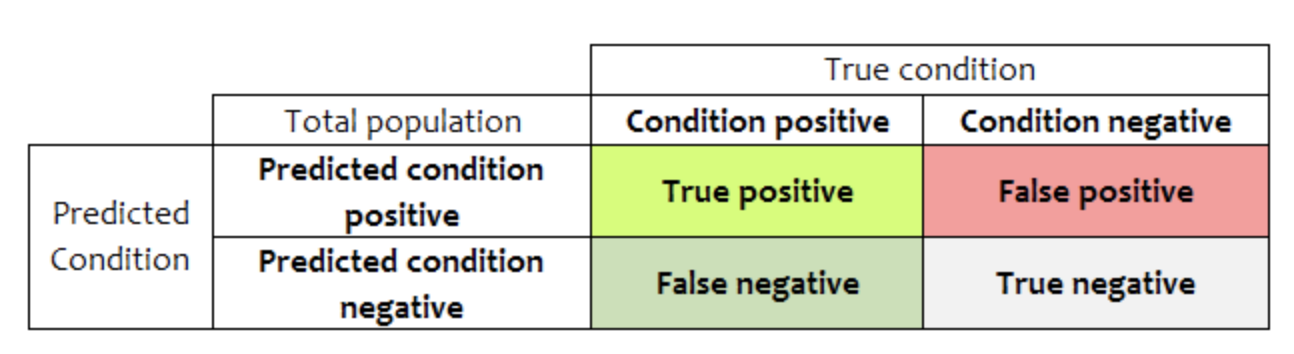 True condition
Total population
Condition positive
Condition negative
Predicted
Condition
Predicted condition
positive
True positive
False positive
Predicted condition
negative
False negative
True negative